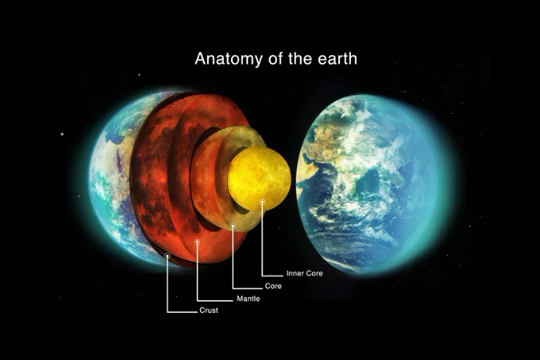 Anatomy of the earth
Inner Core
Core
Mantle
Crust